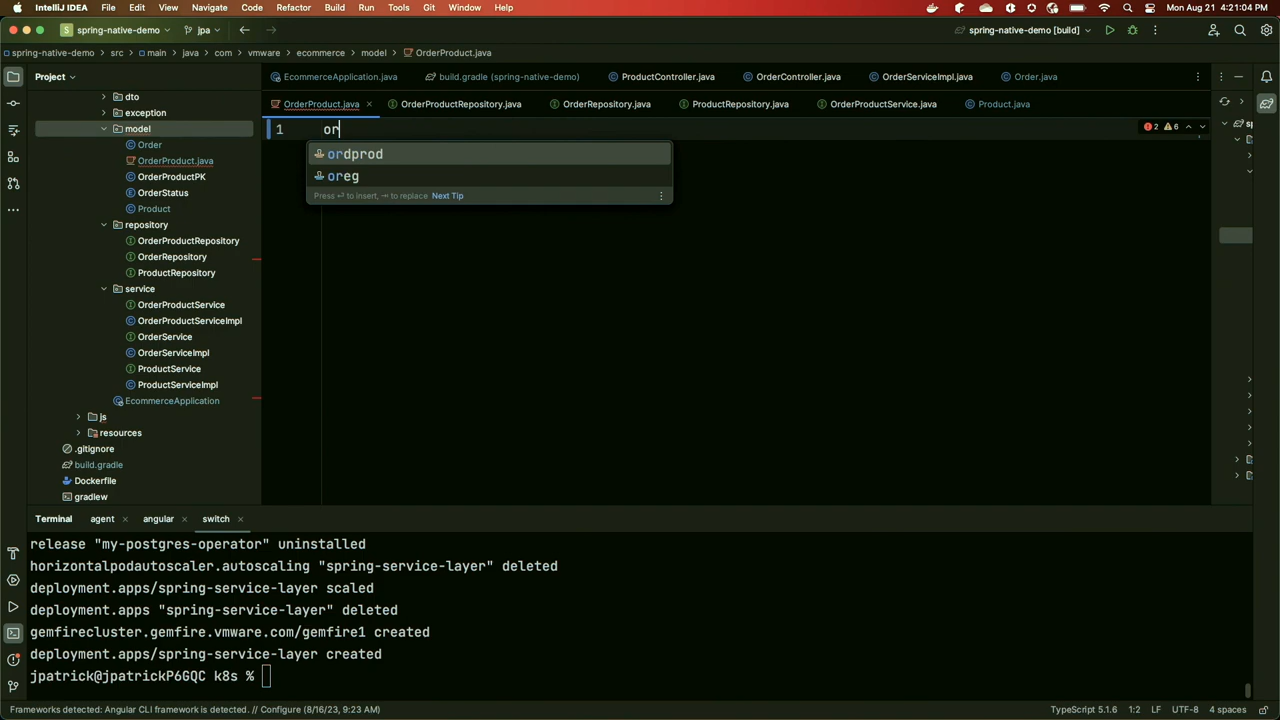 IntelliJ IDEA File Edit View Navigate Code Refactor Build Run Tools Git Window Help Mon Aug 21 4:21:04 PM
S spring-native-demo jpa spring-native-demo [build]
spring-native-demo src main java com vmware ecommerce model OrderProduct.java
Project
EcommerceApplication.java build.gradle (spring-native-demo) ProductController.java OrderController.java OrderServiceImpl.java Order.java
OrderProduct.java OrderProductRepository.java OrderRepository.java ProductRepository.java OrderProductService.java Product.java
dto
exception
model
Order
OrderProduct.java
OrderProductPK
OrderStatus
Product
repository
OrderProductRepository
OrderRepository
ProductRepository
service
OrderProductService
OrderProductServiceImpl
OrderService
OrderServiceImpl
ProductService
ProductServiceImpl
EcommerceApplication
js
resources
.gitignore
build.gradle
Dockerfile
gradlew
1 or
2 6
ordprod
oreg
Press ⏎ to insert, ⇥ to replace Next Tip
sp
Terminal agent angular switch
release "my-postgres-operator" uninstalled
horizontalpodautoscaler.autoscaling "spring-service-layer" deleted
deployment.apps/spring-service-layer scaled
deployment.apps "spring-service-layer" deleted
gemfirecluster.gemfire.vmware.com/gemfire1 created
deployment.apps/spring-service-layer created
jpatrick@jpatrickP6GQC k8s %
Frameworks detected: Angular CLI framework is detected. // Configure (8/16/23, 9:23 AM) TypeScript 5.1.6 1:2 LF UTF-8 4 spaces